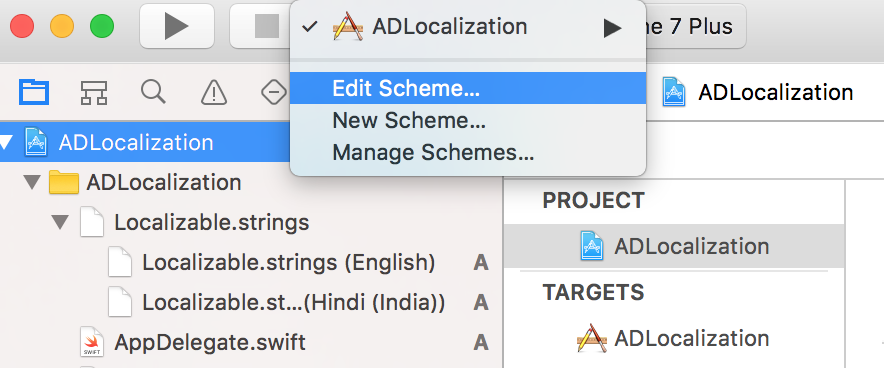 ADLocalization
ne 7 Plus
Edit Scheme...
New Scheme...
Manage Schemes...
ADLocalization
ADLocalization
ADLocalization
Localizable.strings
Localizable.strings (English) A
Localizable.st...(Hindi (India)) A
SWIFT AppDelegate.swift A
PROJECT
ADLocalization
TARGETS
ADLocalization